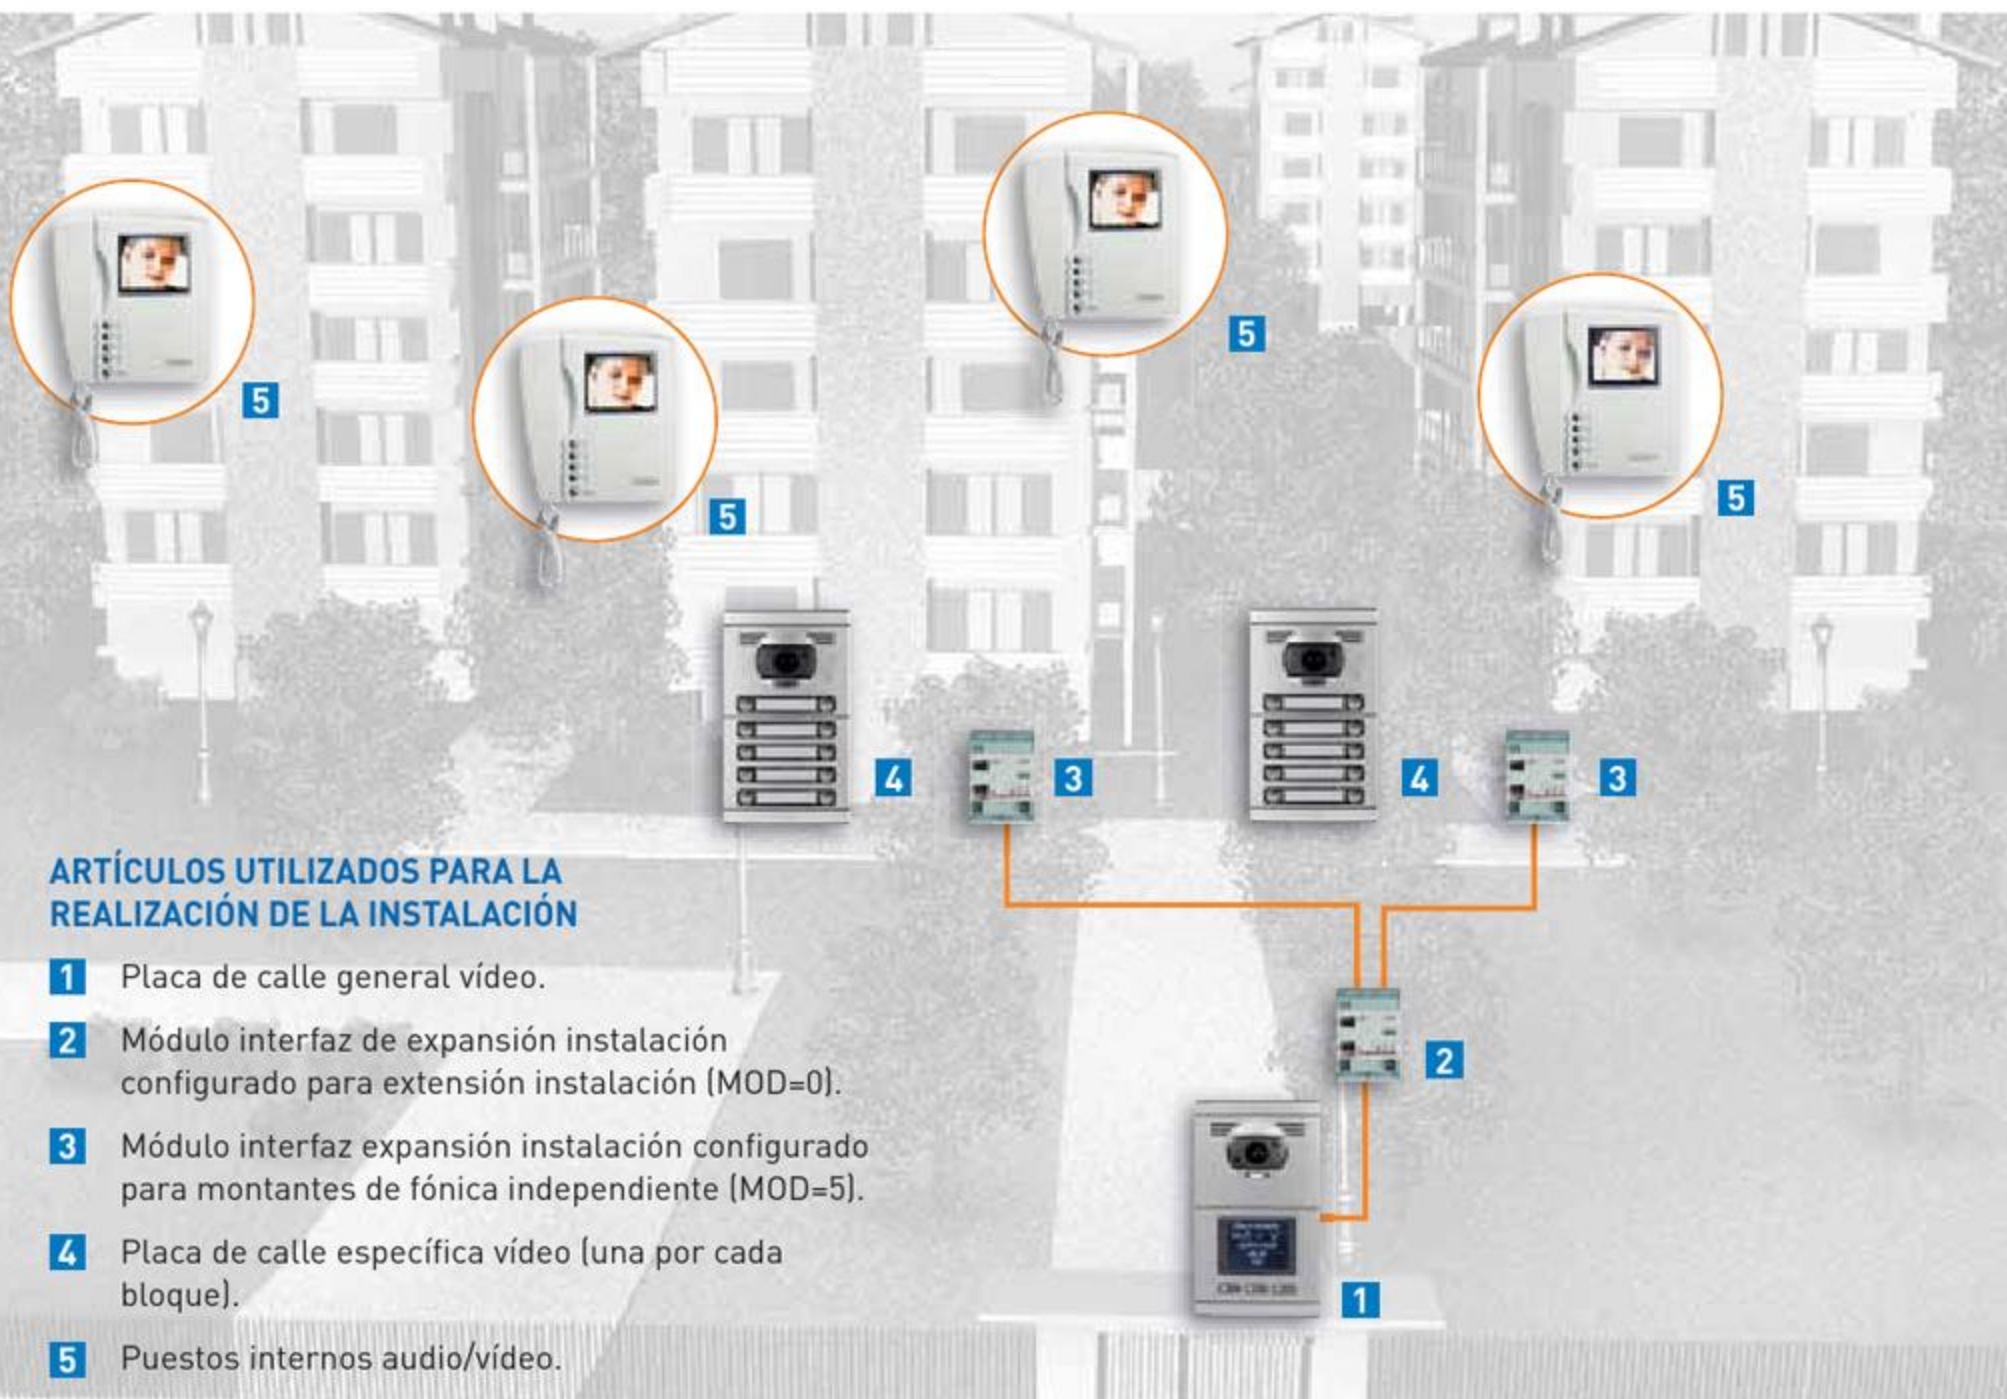 5
5
5
5
4
3
4
3
ARTÍCULOS UTILIZADOS PARA LA
REALIZACIÓN DE LA INSTALACIÓN
1 Placa de calle general vídeo.
2 Módulo interfaz de expansión instalación
configurado para extensión instalación (MOD=0).
3 Módulo interfaz expansión instalación configurado
para montantes de fónica independiente (MOD=5).
4 Placa de calle específica vídeo (una por cada
bloque).
5 Puestos internos audio/vídeo.
2
1